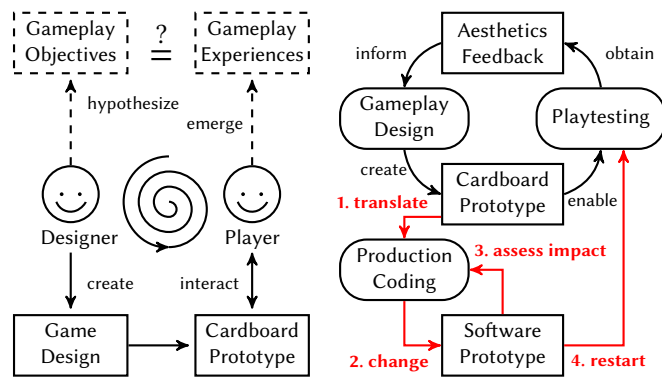 Gameplay
Objectives
?
=
Gameplay
Experiences
hypothesize
emerge
Designer
Player
create
interact
Game
Design
Cardboard
Prototype
Aesthetics
Feedback
inform
obtain
Gameplay
Design
Playtesting
create
Cardboard
Prototype
enable
1. translate
Production
Coding
3. assess impact
2. change
Software
Prototype
4. restart